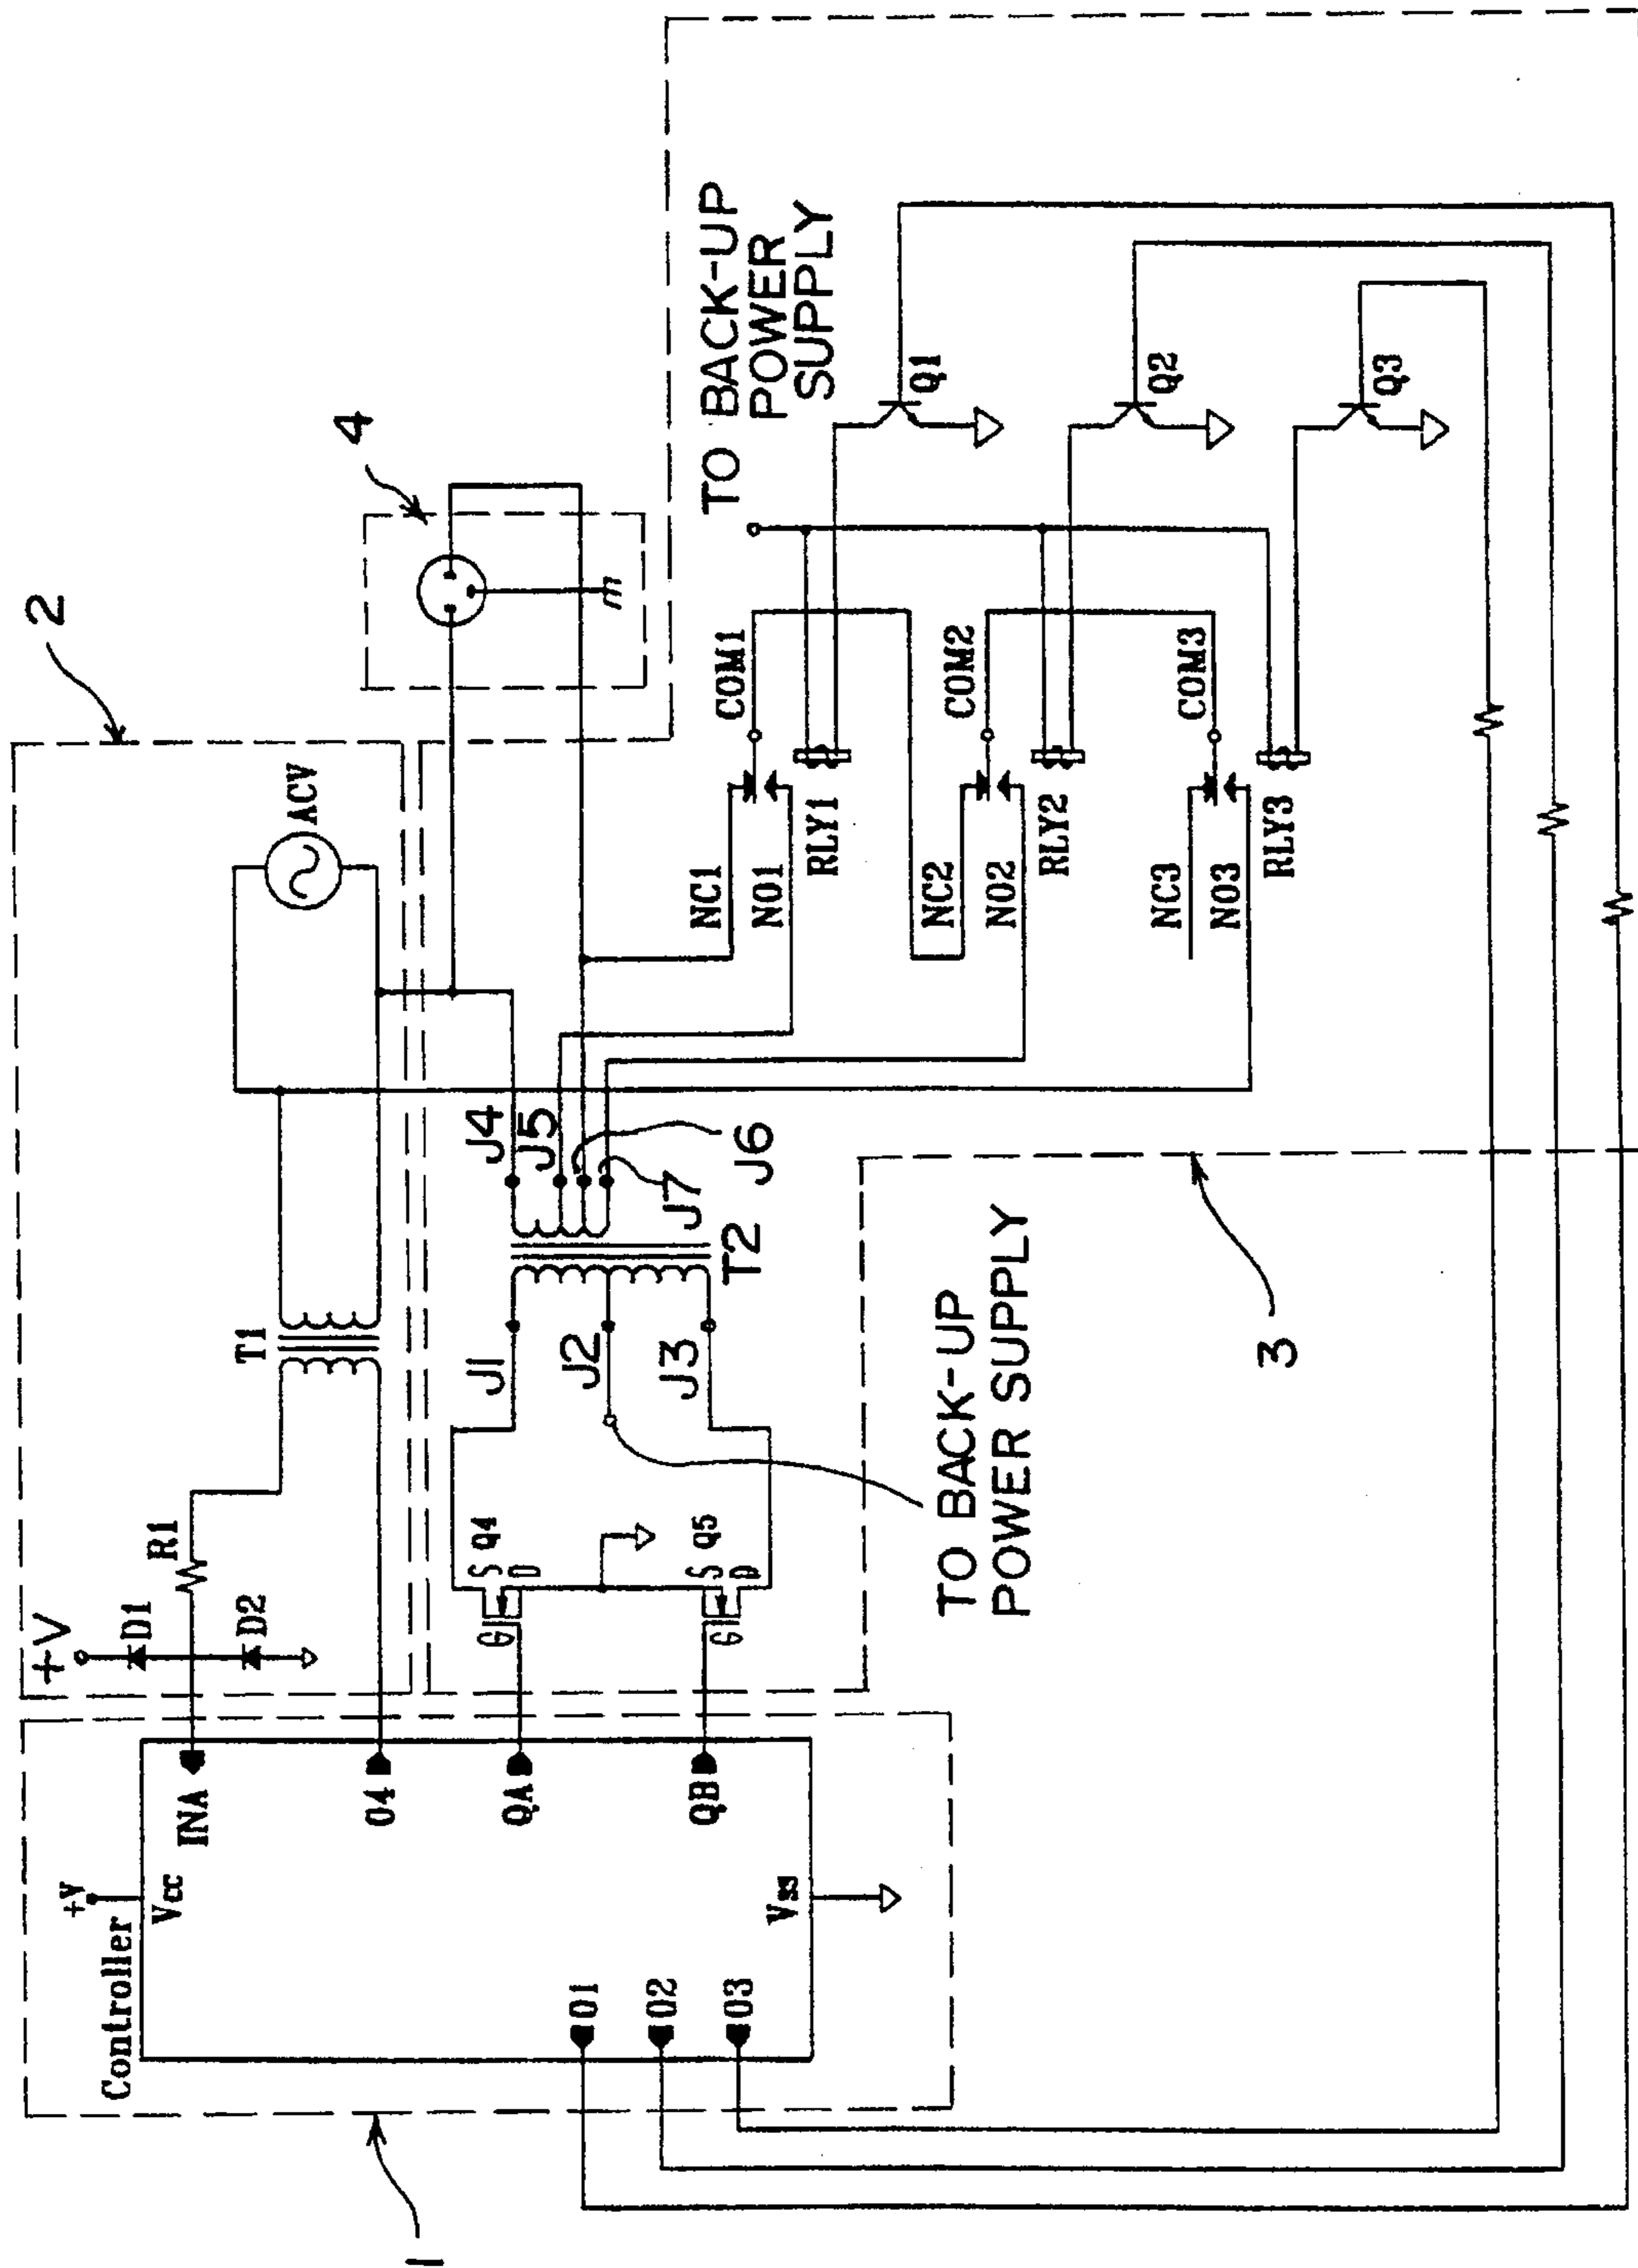 1
Controller
+V
Vcc
INA
O4
QA
QB
Vss
O1
O2
O3
2
+V
D1
D2
R1
T1
ACV
4
Q4
S
D
G
Q5
S
D
G
J1
J2
J3
T2
J4
J5
J6
J7
TO BACK-UP
POWER SUPPLY
3
TO BACK-UP
POWER
SUPPLY
NC1
NO1
COM1
RLY1
Q1
NC2
NO2
COM2
RLY2
Q2
NC3
NO3
COM3
RLY3
Q3